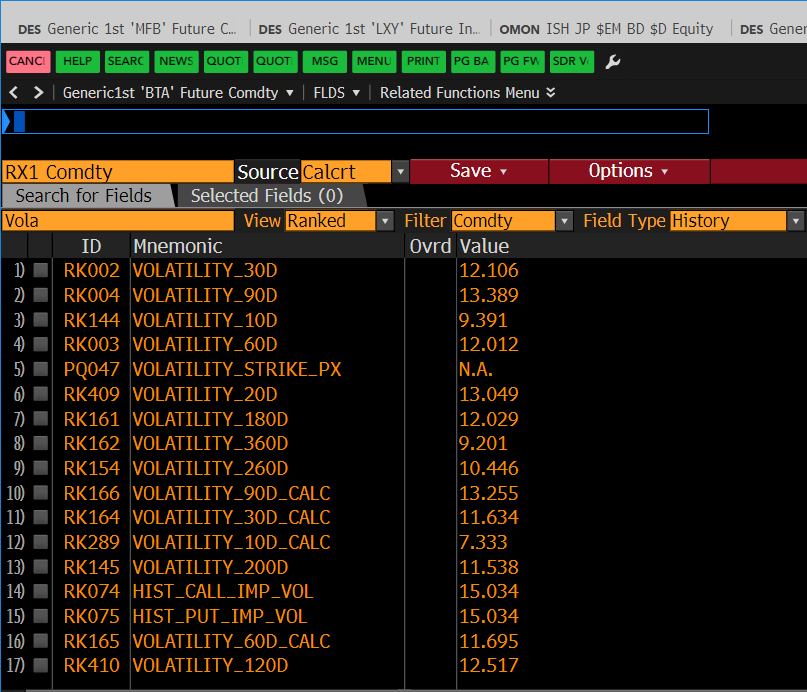 DES Generic 1st 'MFB' Future C... DES Generic 1st 'LXY' Future In... OMON ISH JP $EM BD $D Equity DES Gener
CANCI HELP SEARC NEWS QUOTI QUOTI MSG MENU PRINT PG BA PG FW SDR V
< > Generic1st 'BTA' Future Comdty ▾ FLDS ▾ Related Functions Menu
RX1 Comdty Source Calcrt Save ▾ Options ▾
Search for Fields Selected Fields (0)
Vola View Ranked Filter Comdty Field Type History
ID Mnemonic Ovrd Value
1) RK002 VOLATILITY_30D 12.106
2) RK004 VOLATILITY_90D 13.389
3) RK144 VOLATILITY_10D 9.391
4) RK003 VOLATILITY_60D 12.012
5) PQ047 VOLATILITY_STRIKE_PX N.A.
6) RK409 VOLATILITY_20D 13.049
7) RK161 VOLATILITY_180D 12.029
8) RK162 VOLATILITY_360D 9.201
9) RK154 VOLATILITY_260D 10.446
10) RK166 VOLATILITY_90D_CALC 13.255
11) RK164 VOLATILITY_30D_CALC 11.634
12) RK289 VOLATILITY_10D_CALC 7.333
13) RK145 VOLATILITY_200D 11.538
14) RK074 HIST_CALL_IMP_VOL 15.034
15) RK075 HIST_PUT_IMP_VOL 15.034
16) RK165 VOLATILITY_60D_CALC 11.695
17) RK410 VOLATILITY_120D 12.517